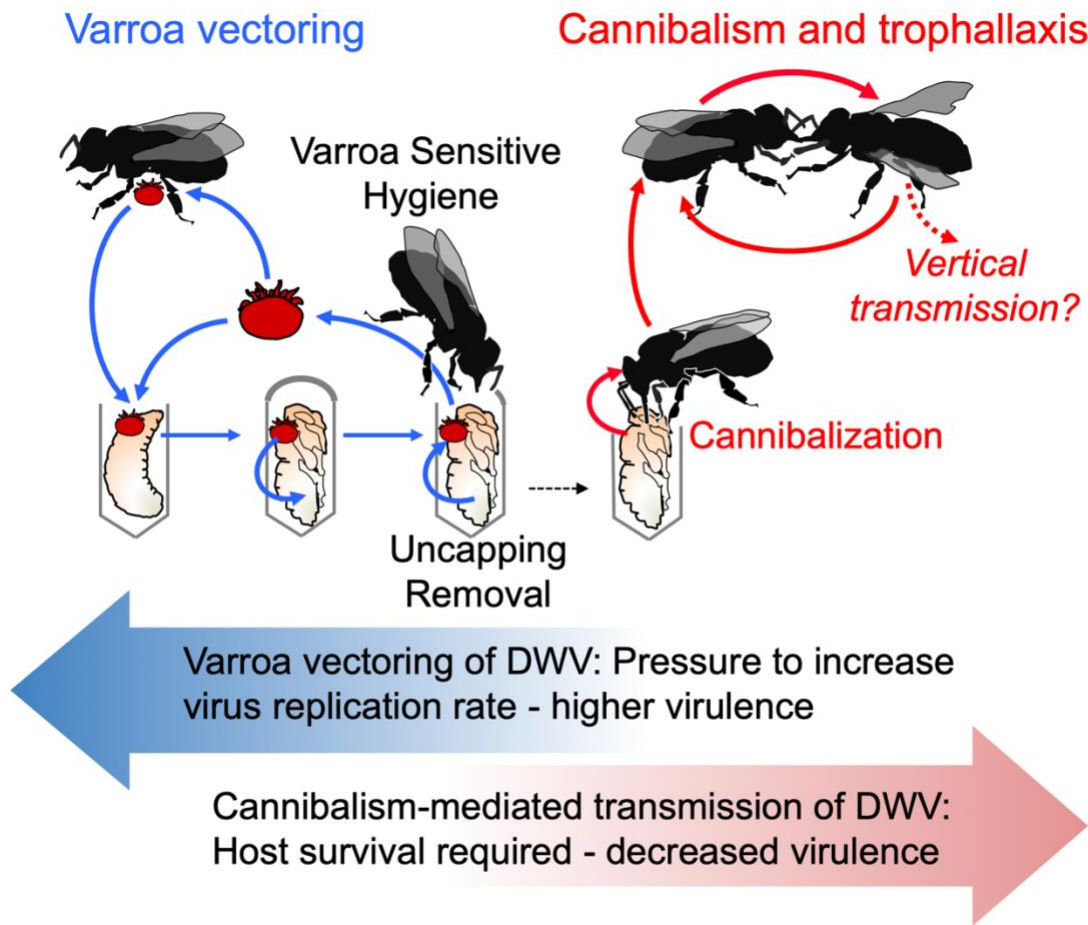 Varroa vectoring
Cannibalism and trophallaxis
Varroa Sensitive
Hygiene
Vertical
transmission?
Cannibalization
Uncapping
Removal
Varroa vectoring of DWV: Pressure to increase
virus replication rate - higher virulence
Cannibalism-mediated transmission of DWV:
Host survival required - decreased virulence